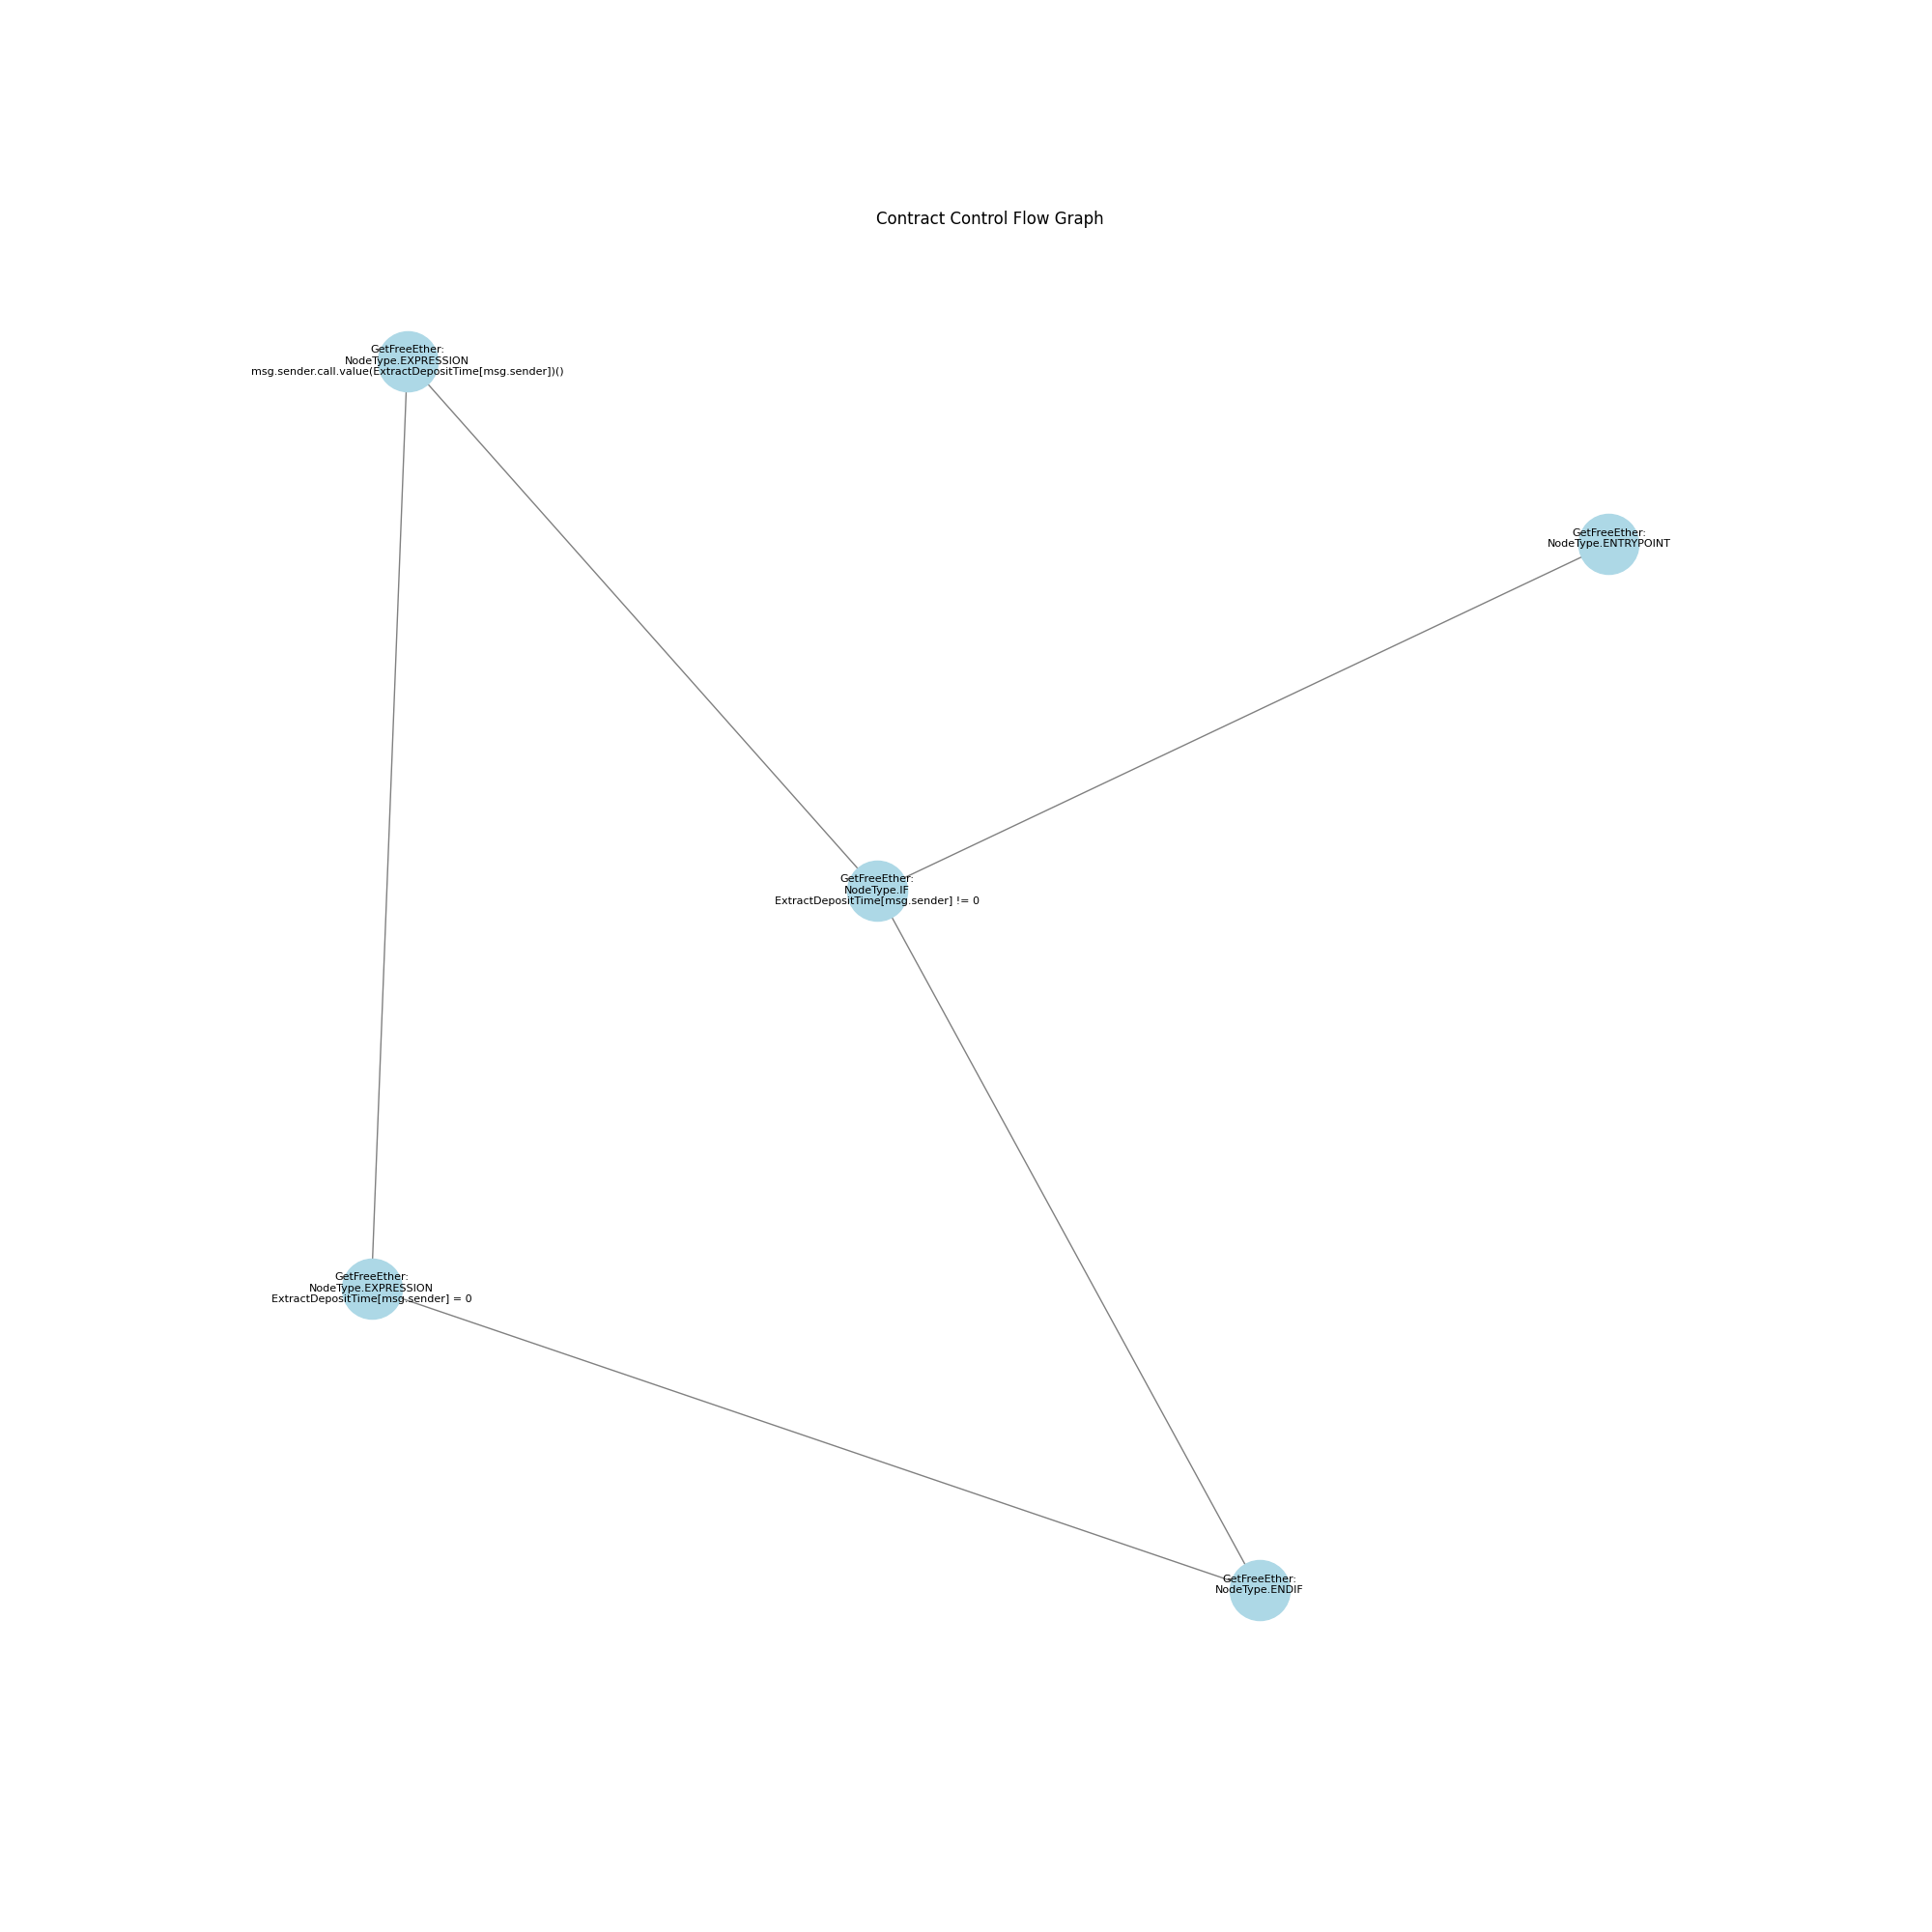 Contract Control Flow Graph
GetFreeEther:
NodeType.EXPRESSION
msg.sender.call.value(ExtractDepositTime[msg.sender])()
GetFreeEther:
NodeType.ENTRYPOINT
GetFreeEther:
NodeType.IF
ExtractDepositTime[msg.sender] != 0
GetFreeEther:
NodeType.EXPRESSION
ExtractDepositTime[msg.sender] = 0
GetFreeEther:
NodeType.ENDIF